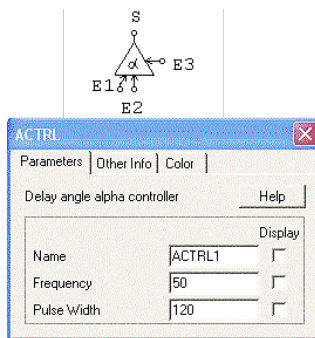 S
α
E3
E1
E2
ACTRL
Parameters Other Info Color
Delay angle alpha controller Help
Display
Name ACTRL1
Frequency 50
Pulse Width 120